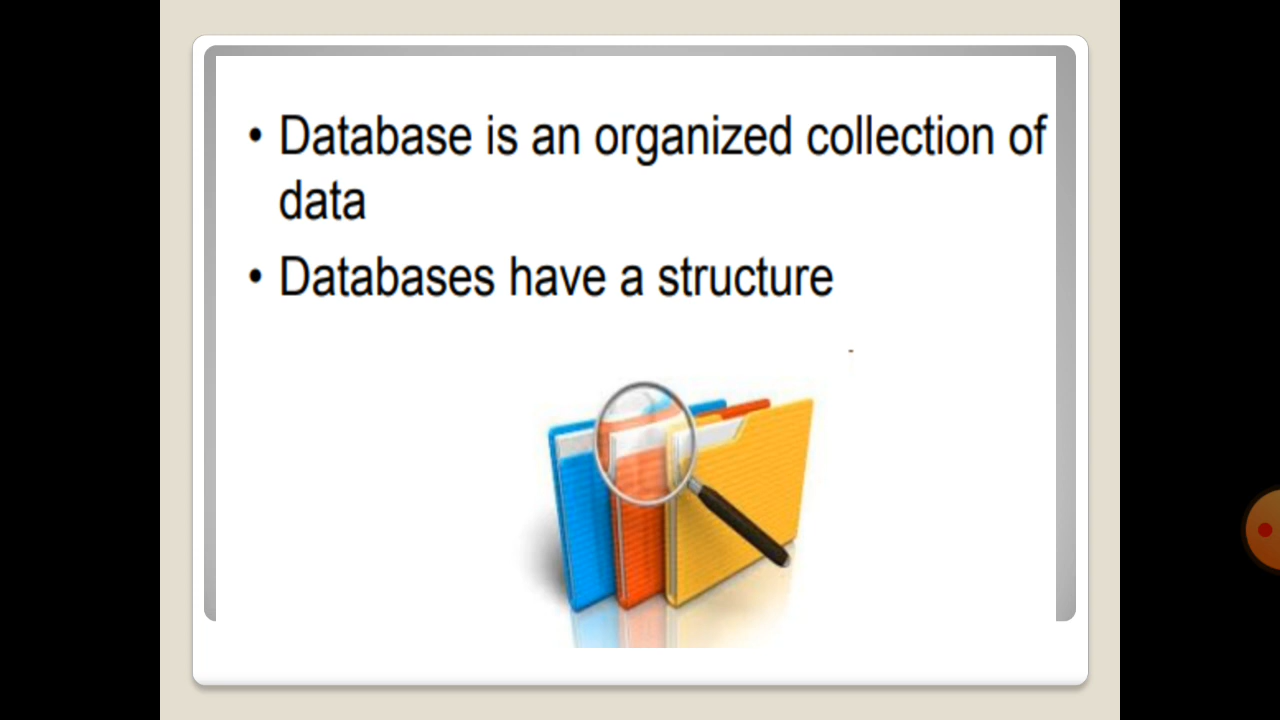 • Database is an organized collection of
data
• Databases have a structure